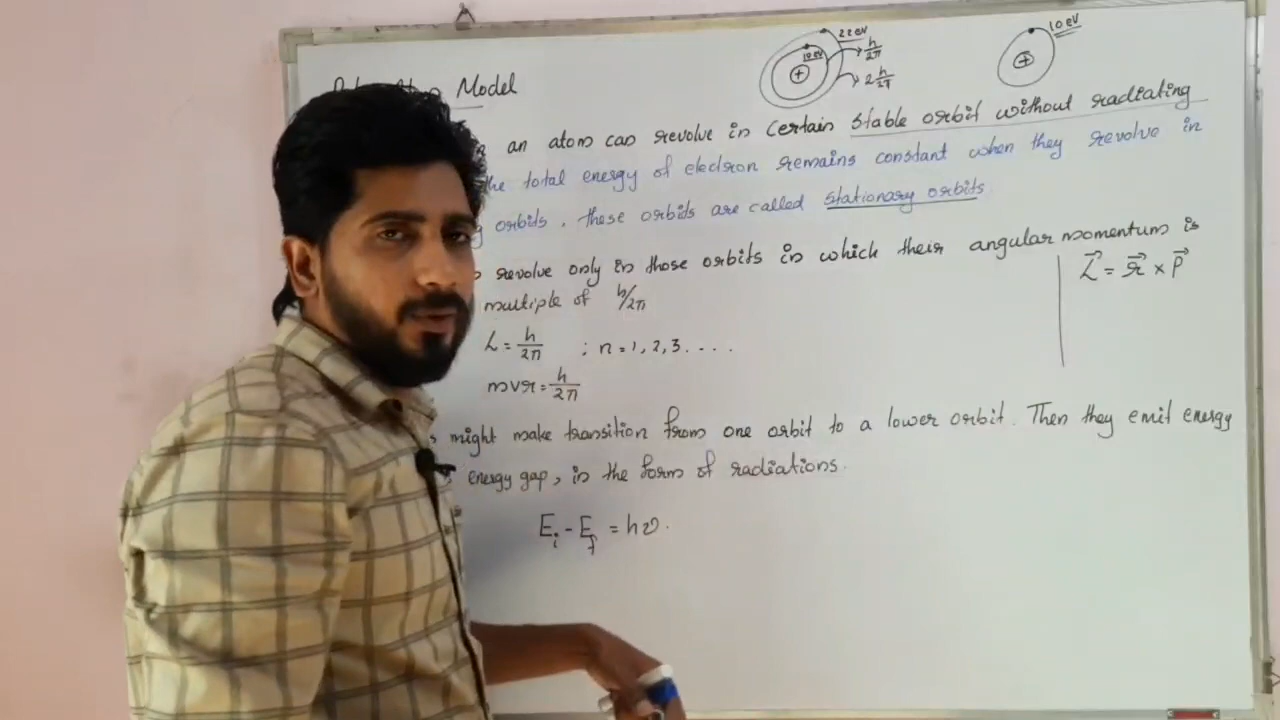 Model
22eV
10eV
h/2π
2 h/2π
10eV
an atom can revolve in certain stable orbit without radiating
the total energy of electron remains constant when they revolve in
orbits, these orbits are called stationary orbits.
revolve only in those orbits in which their angular momentum is
multiple of h/2π
L = h/2π ; n = 1, 2, 3 ....
mvr = h/2π
L⃗ = r⃗ × P⃗
might make transition from one orbit to a lower orbit. Then they emit energy
energy gap, in the form of radiations.
Ei - Ef = hν.